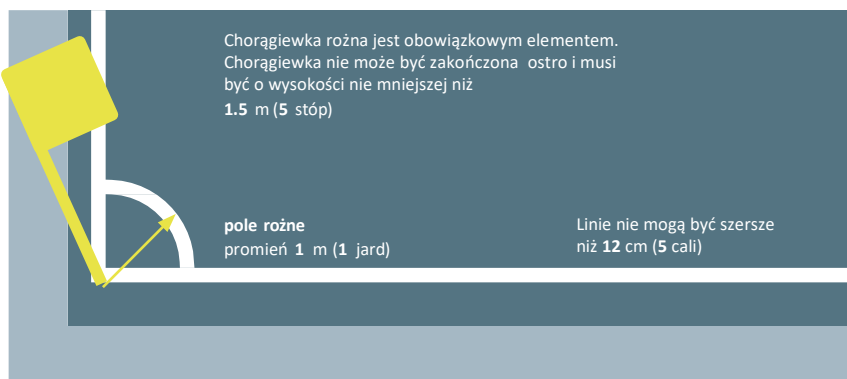 Chorągiewka rożna jest obowiązkowym elementem.
Chorągiewka nie może być zakończona ostro i musi
być o wysokości nie mniejszej niż
1.5 m (5 stóp)
pole rożne
promień 1 m (1 jard)
Linie nie mogą być szersze
niż 12 cm (5 cali)